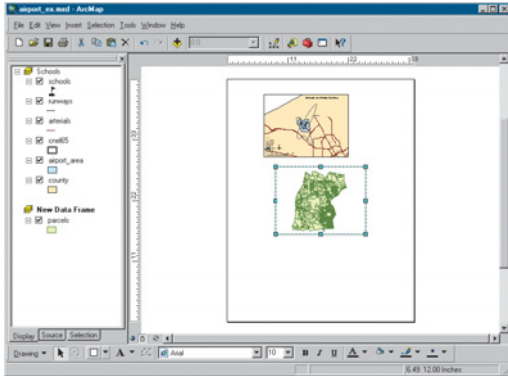 airport_ex.mxd - ArcMap
File Edit View Insert Selection Tools Window Help
Schools
schools
runways
arterials
cnel65
airport_area
county
New Data Frame
parcels
Display Source Selection
Drawing A Arial 10 B I U A
6.49 12.00 Inches